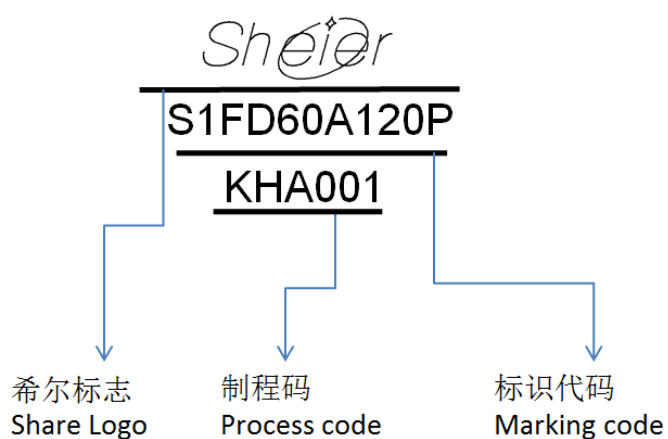 Sheier
S1FD60A120P
KHA001
希尔标志 制程码 标识代码
Share Logo Process code Marking code